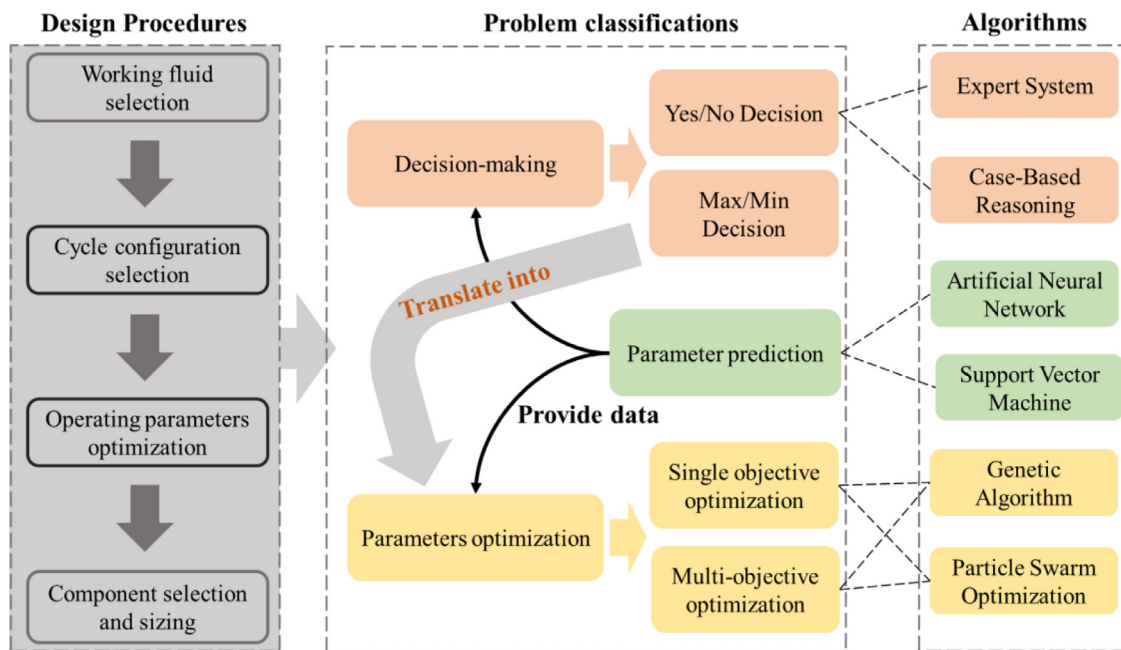 Design Procedures
Working fluid
selection
Cycle configuration
selection
Operating parameters
optimization
Component selection
and sizing
Problem classifications
Decision-making
Yes/No Decision
Max/Min
Decision
Translate into
Parameter prediction
Provide data
Parameters optimization
Single objective
optimization
Multi-objective
optimization
Algorithms
Expert System
Case-Based
Reasoning
Artificial Neural
Network
Support Vector
Machine
Genetic
Algorithm
Particle Swarm
Optimization